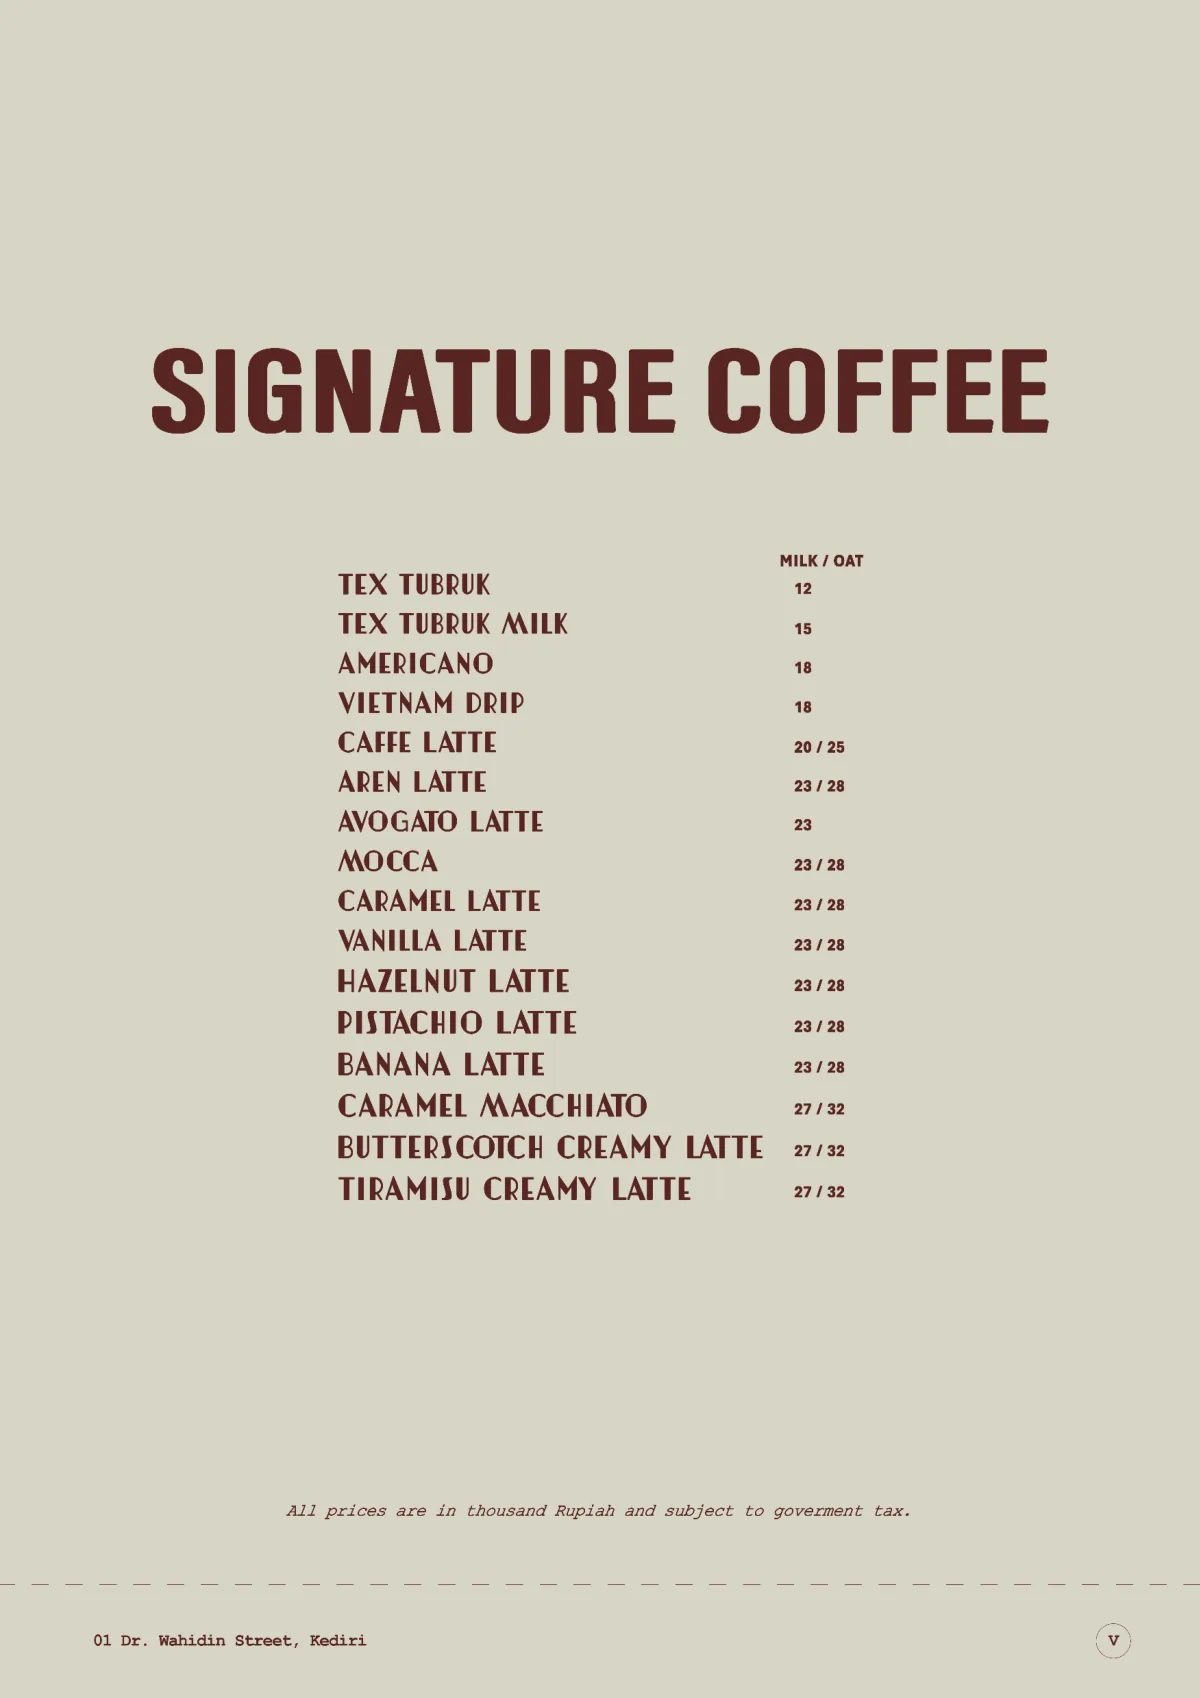 SIGNATURE COFFEE
MILK / OAT
TEX TUBRUK 12
TEX TUBRUK MILK 15
AMERICANO 18
VIETNAM DRIP 18
CAFFE LATTE 20 / 25
AREN LATTE 23 / 28
AVOGATO LATTE 23
MOCCA 23 / 28
CARAMEL LATTE 23 / 28
VANILLA LATTE 23 / 28
HAZELNUT LATTE 23 / 28
PISTACHIO LATTE 23 / 28
BANANA LATTE 23 / 28
CARAMEL MACCHIATO 27 / 32
BUTTERSCOTCH CREAMY LATTE 27 / 32
TIRAMISU CREAMY LATTE 27 / 32
All prices are in thousand Rupiah and subject to goverment tax.
01 Dr. Wahidin Street, Kediri V